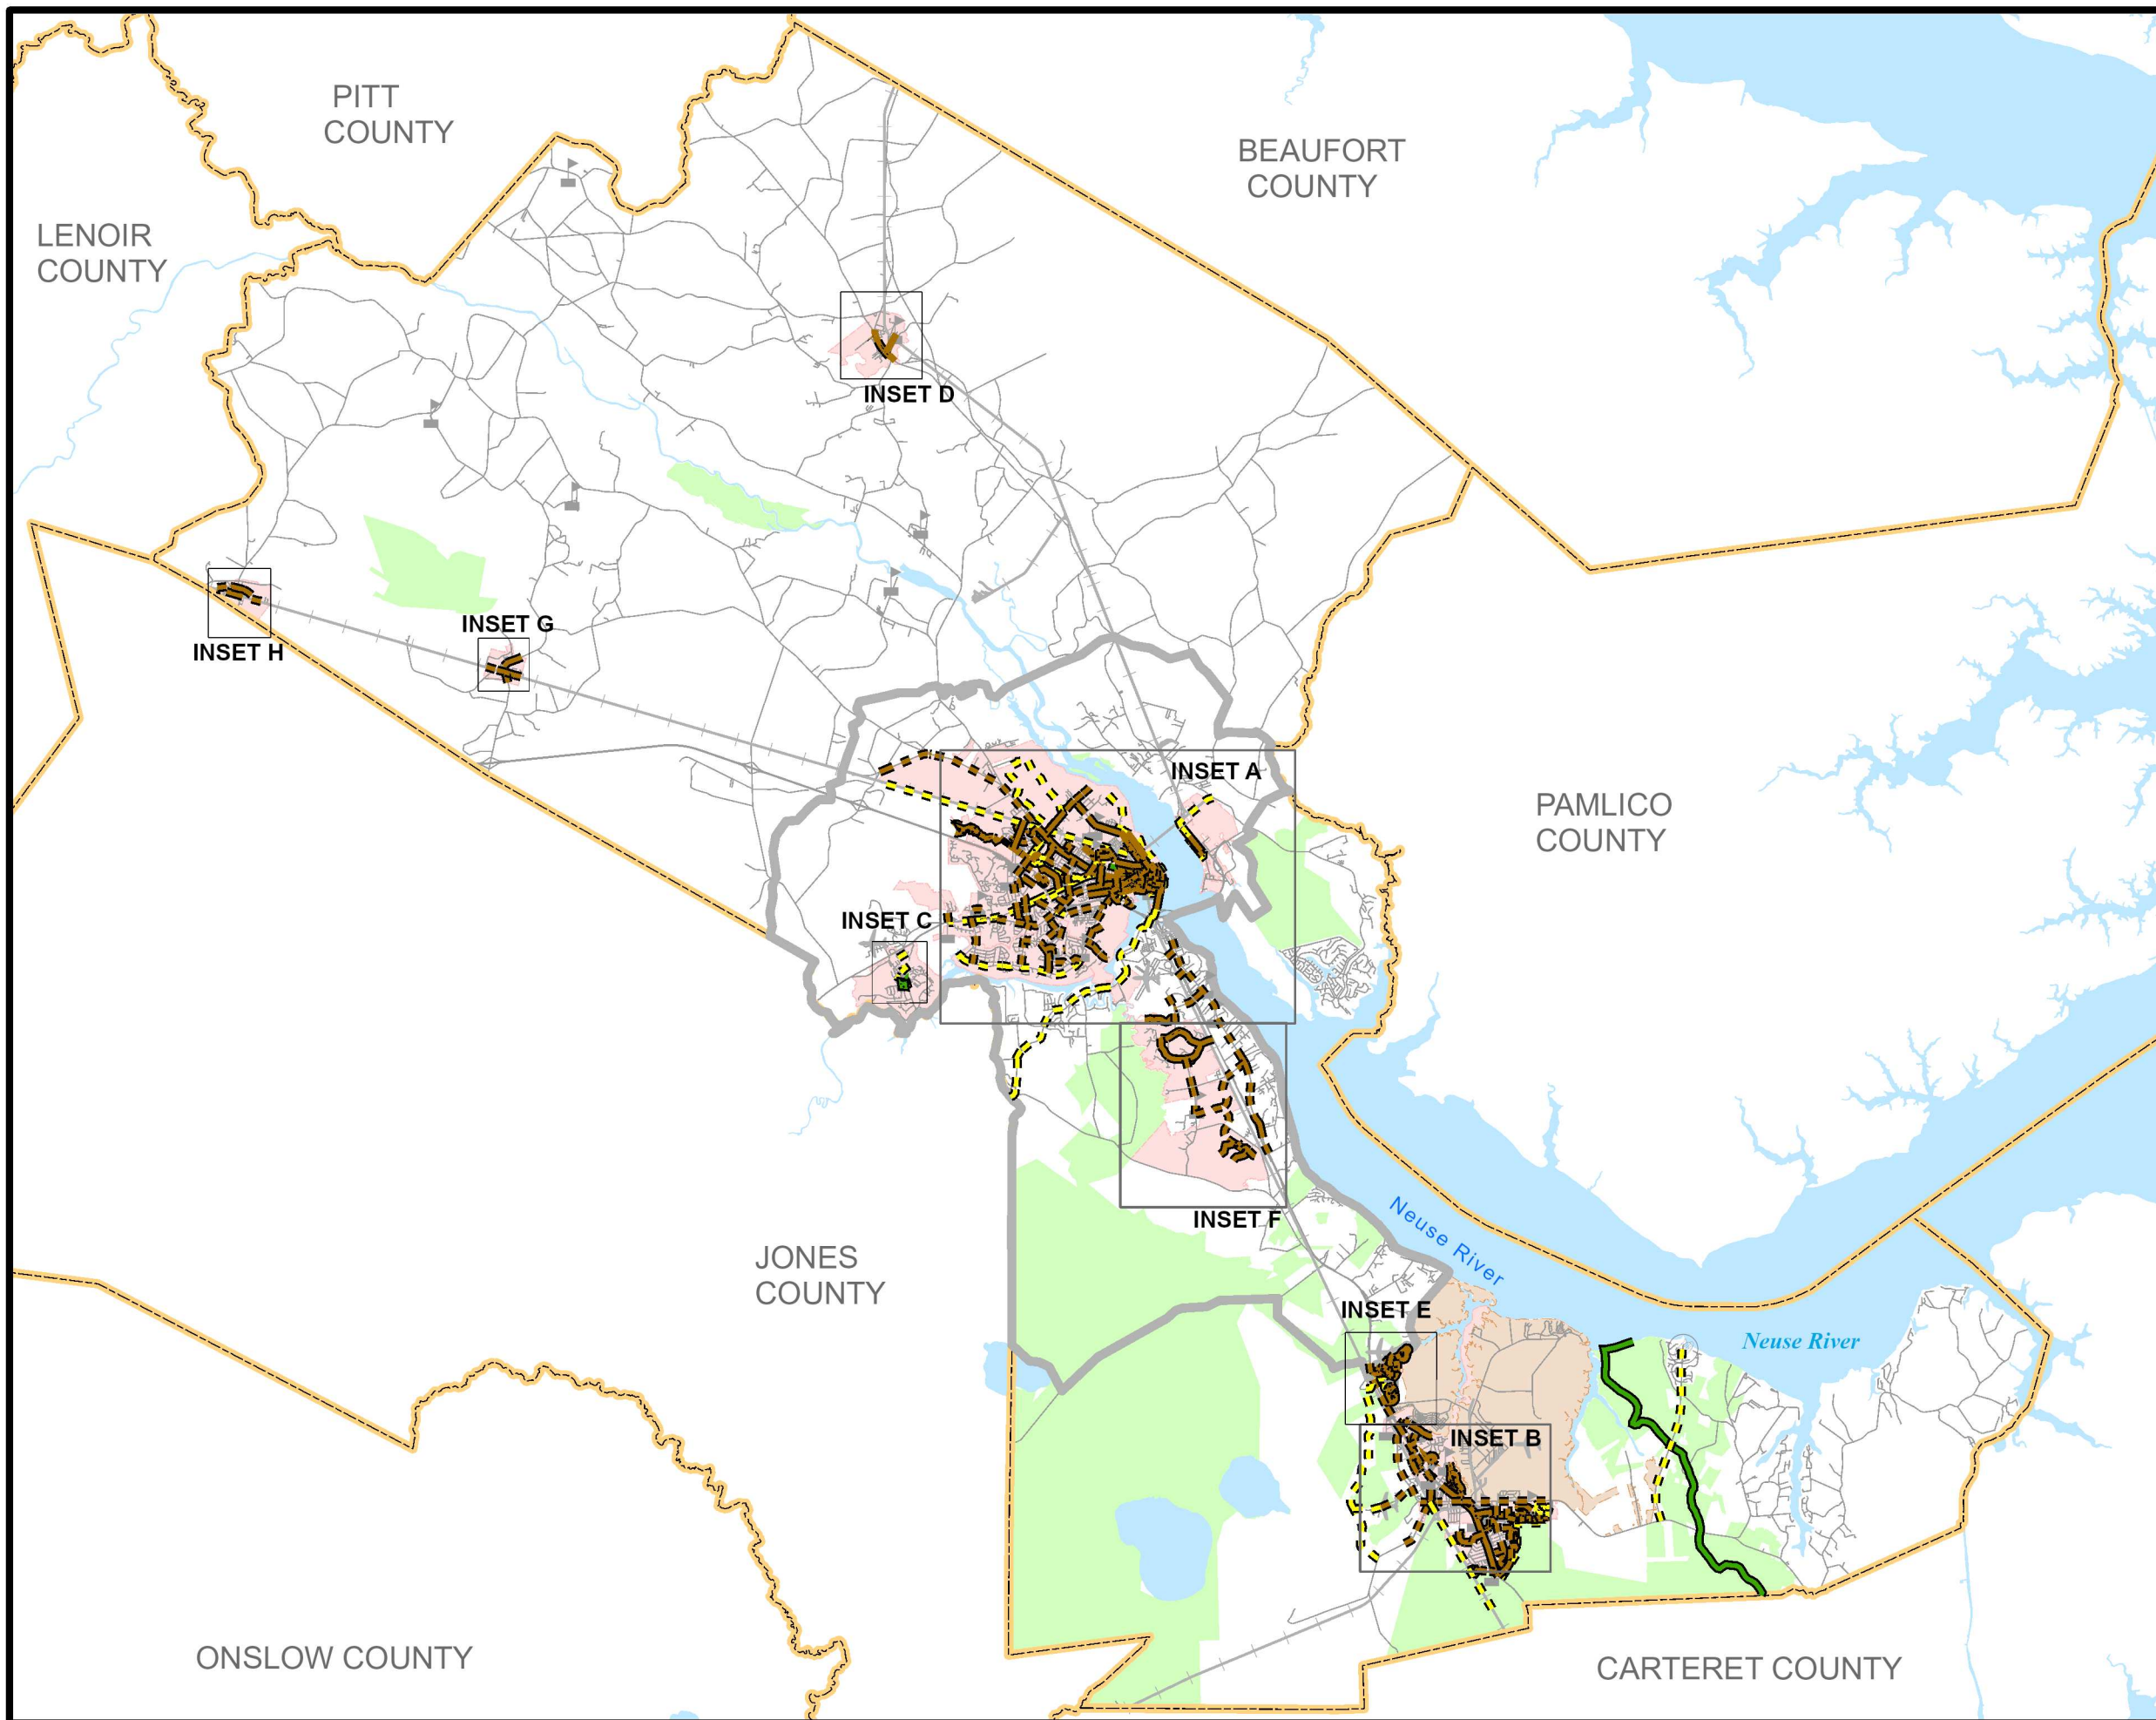 PITT
COUNTY
BEAUFORT
COUNTY
LENOIR
COUNTY
INSET D
INSET G
INSET H
INSET A
PAMLICO
COUNTY
INSET C
INSET F
Neuse River
JONES
COUNTY
INSET E
Neuse River
INSET B
ONSLOW COUNTY
CARTERET COUNTY